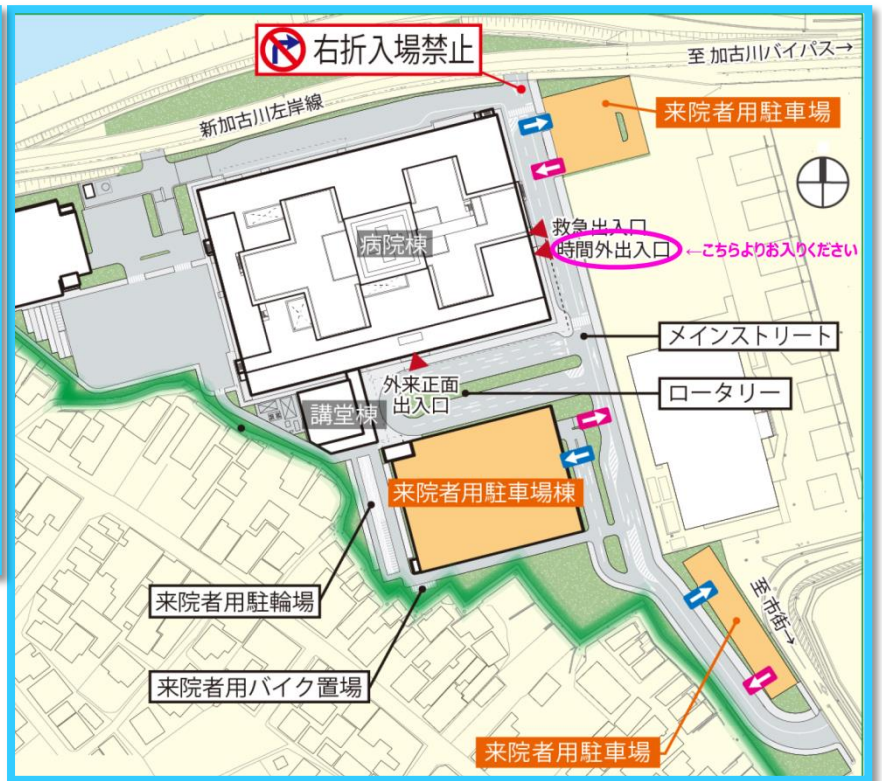 右折入場禁止
至 加古川バイパス→
新加古川左岸線
来院者用駐車場
救急出入口
病院棟
時間外出入口
←こちらよりお入りください
メインストリート
外来正面
出入口
ロータリー
講堂棟
来院者用駐車場棟
来院者用駐輪場
至 市街→
来院者用バイク置場
来院者用駐車場